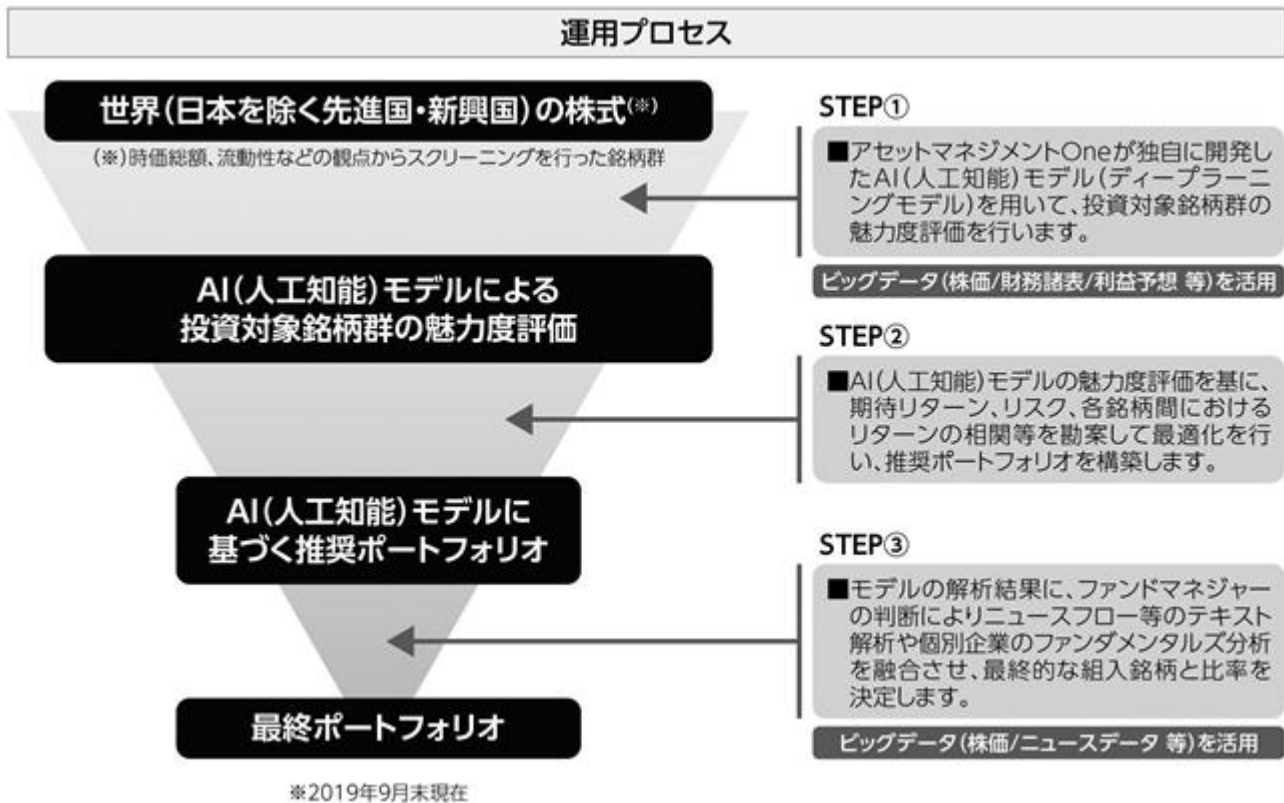 運用プロセス
世界(日本を除く先進国・新興国)の株式(※)
(※)時価総額、流動性などの観点からスクリーニングを行った銘柄群
STEP①
■アセットマネジメントOneが独自に開発し
たAI(人工知能)モデル(ディープラーニ
ングモデル)を用いて、投資対象銘柄群の
魅力度評価を行います。
ビッグデータ(株価/財務諸表/利益予想 等)を活用
AI(人工知能)モデルによる
投資対象銘柄群の魅力度評価
STEP②
■AI(人工知能)モデルの魅力度評価を基に、
期待リターン、リスク、各銘柄間における
リターンの相関等を勘案して最適化を行
い、推奨ポートフォリオを構築します。
AI(人工知能)モデルに
基づく推奨ポートフォリオ
STEP③
■モデルの解析結果に、ファンドマネジャー
の判断によりニュースフロー等のテキスト
解析や個別企業のファンダメンタルズ分析
を融合させ、最終的な組入銘柄と比率を
決定します。
ビッグデータ(株価/ニュースデータ 等)を活用
最終ポートフォリオ
※2019年9月末現在